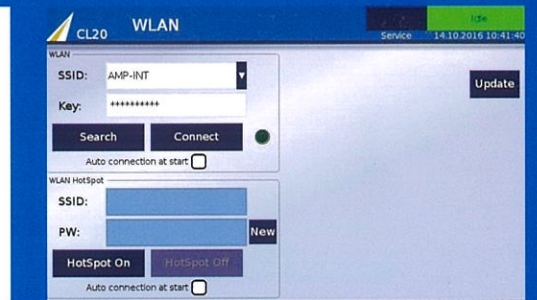 CL20
WLAN
Idle
Service
14.10.2016 10:41:40
WLAN
SSID: AMP-INT
Key: **********
Search Connect
Auto connection at start
Update
WLAN HotSpot
SSID:
PW: New
HotSpot On HotSpot Off
Auto connection at start